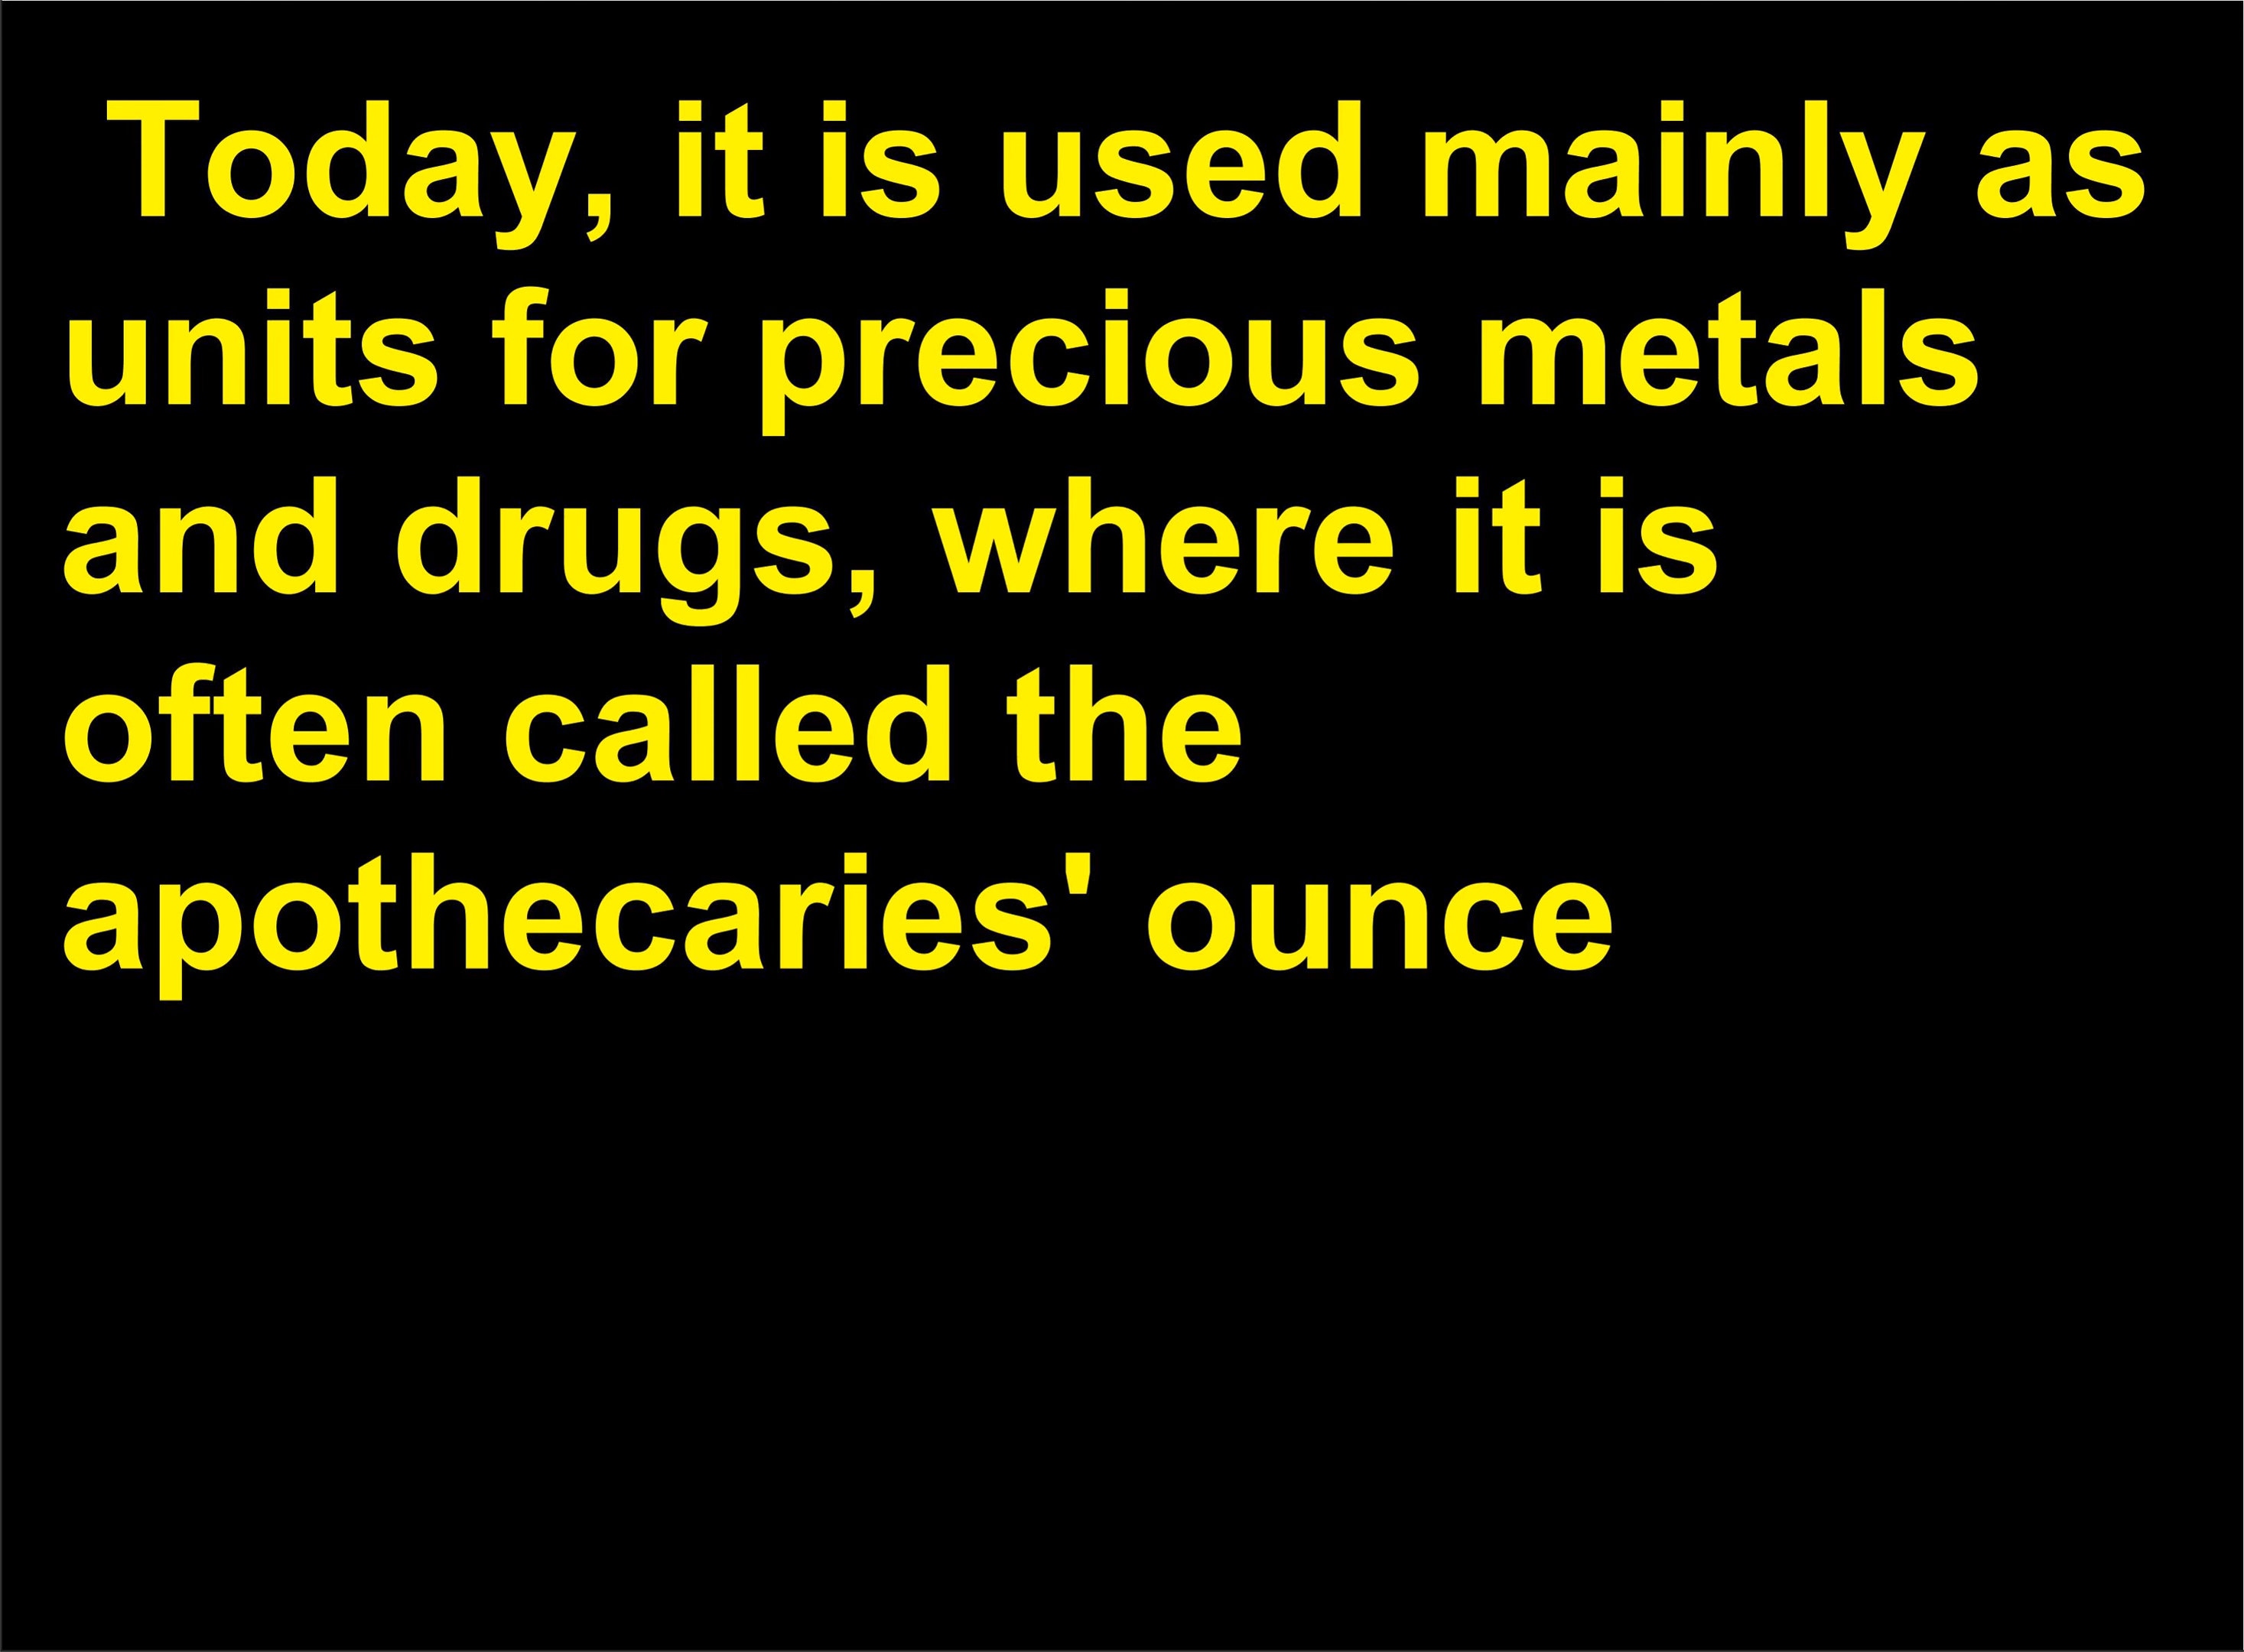 Today, it is used mainly as
units for precious metals
and drugs, where it is
often called the
apothecaries' ounce